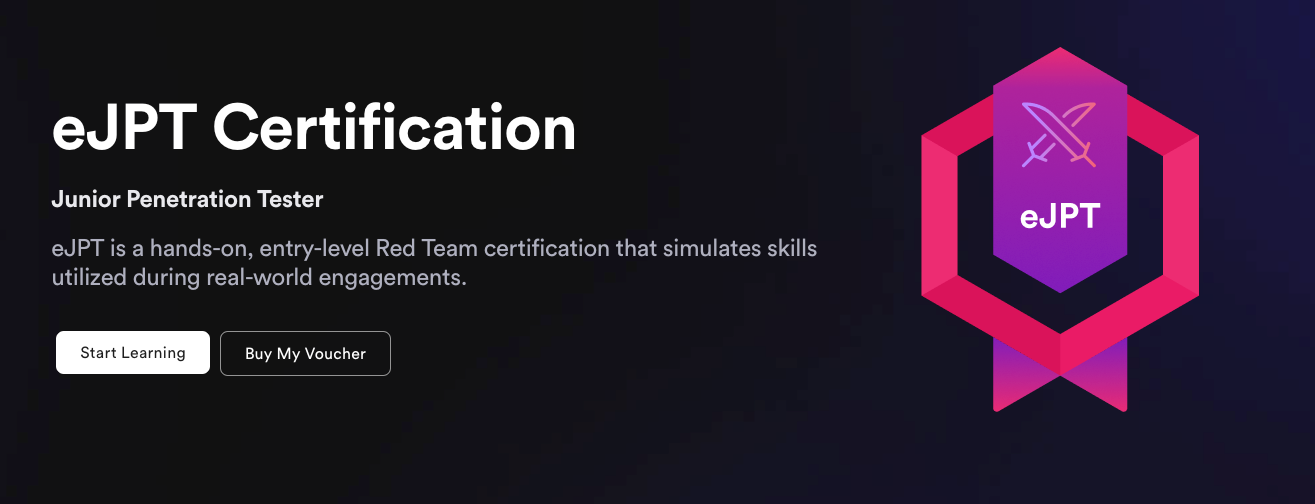 eJPT Certification
Junior Penetration Tester
eJPT is a hands-on, entry-level Red Team certification that simulates skills
utilized during real-world engagements.
Start Learning
Buy My Voucher
eJPT